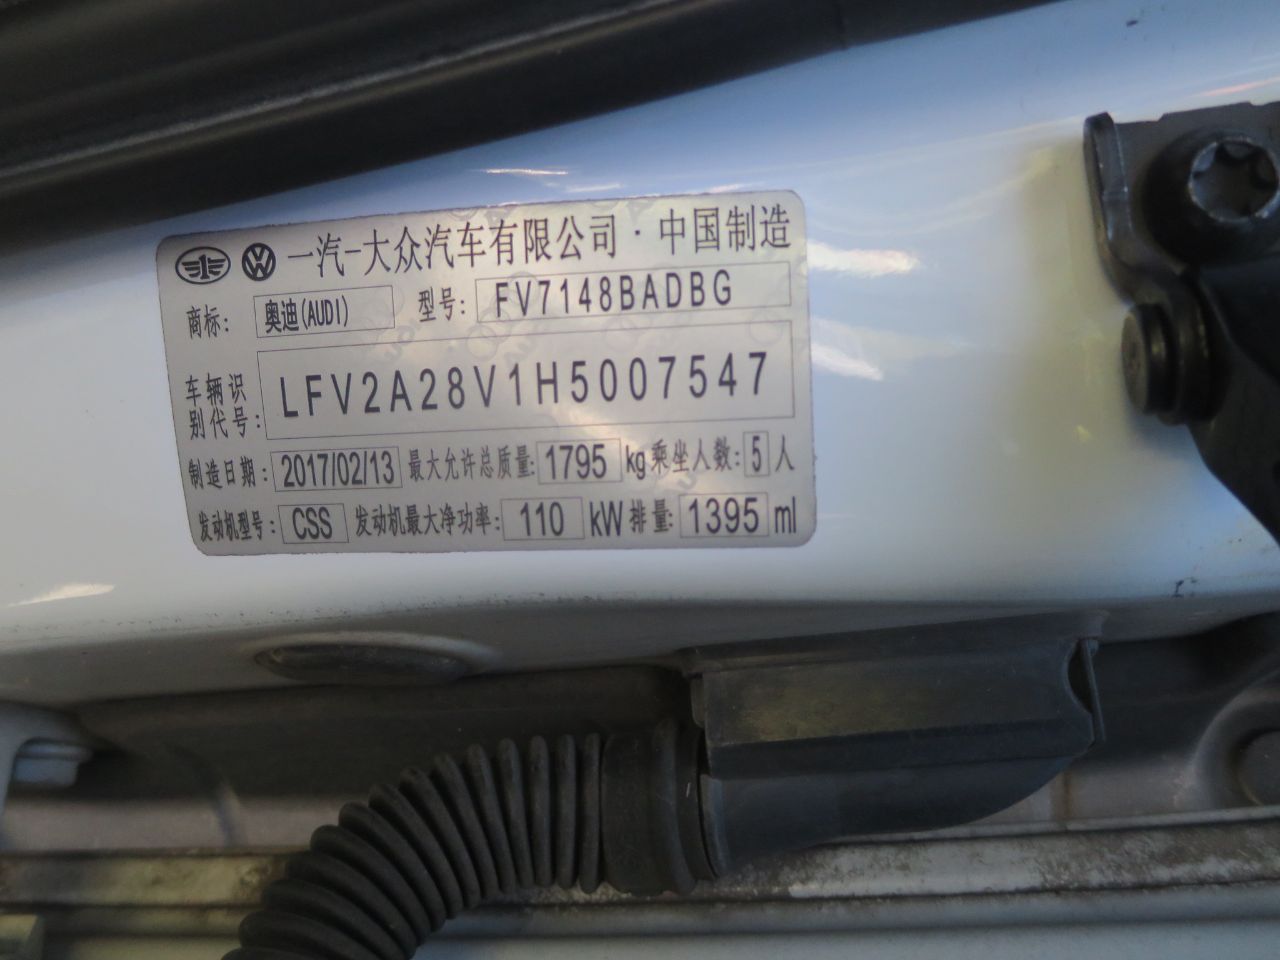 一汽-大众汽车有限公司·中国制造
商标: 奥迪(AUDI) 型号: FV7148BADBG
车辆识别代号: LFV2A28V1H5007547
制造日期: 2017/02/13 最大允许总质量: 1795 kg 乘坐人数: 5 人
发动机型号: CSS 发动机最大净功率: 110 kW 排量: 1395 ml